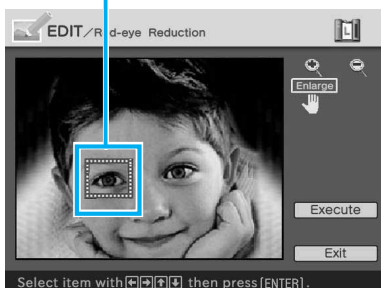 EDIT/Red-eye Reduction
L
Enlarge
Execute
Exit
Select item with ←→↑↓ then press [ENTER].